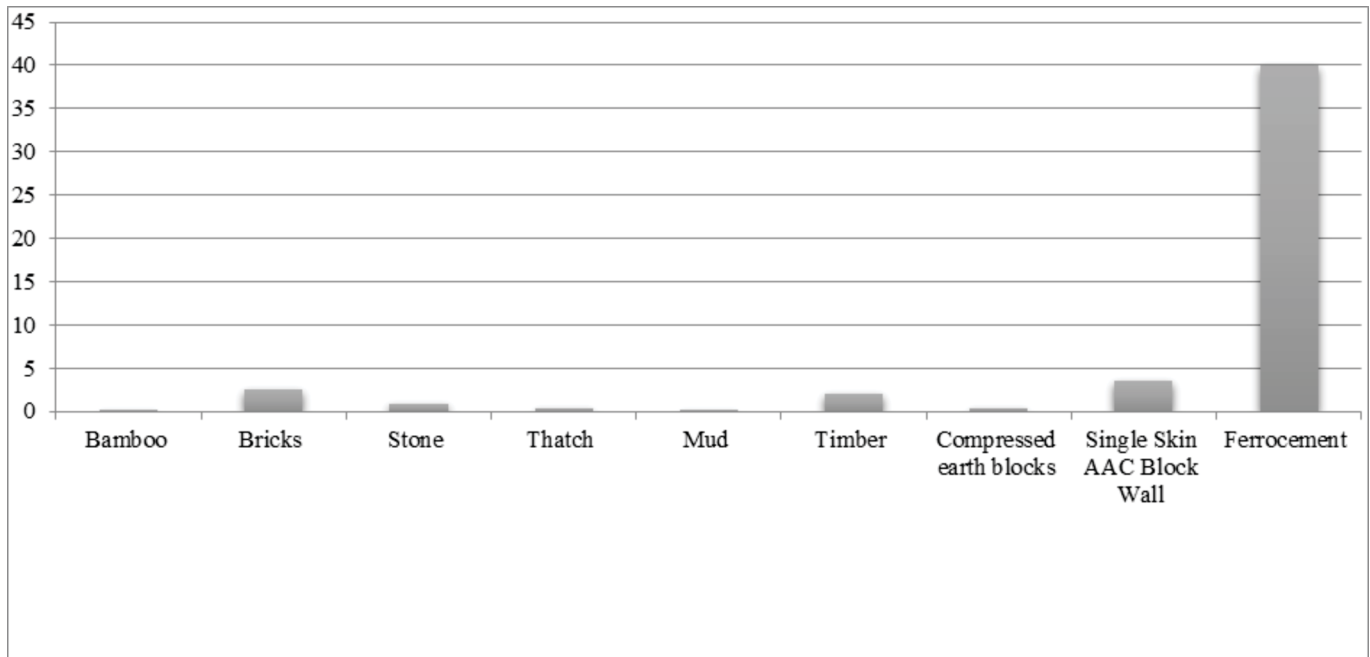 45
40
35
30
25
20
15
10
5
0
Bamboo
Bricks
Stone
Thatch
Mud
Timber
Compressed
earth blocks
Single Skin
AAC Block
Wall
Ferrocement